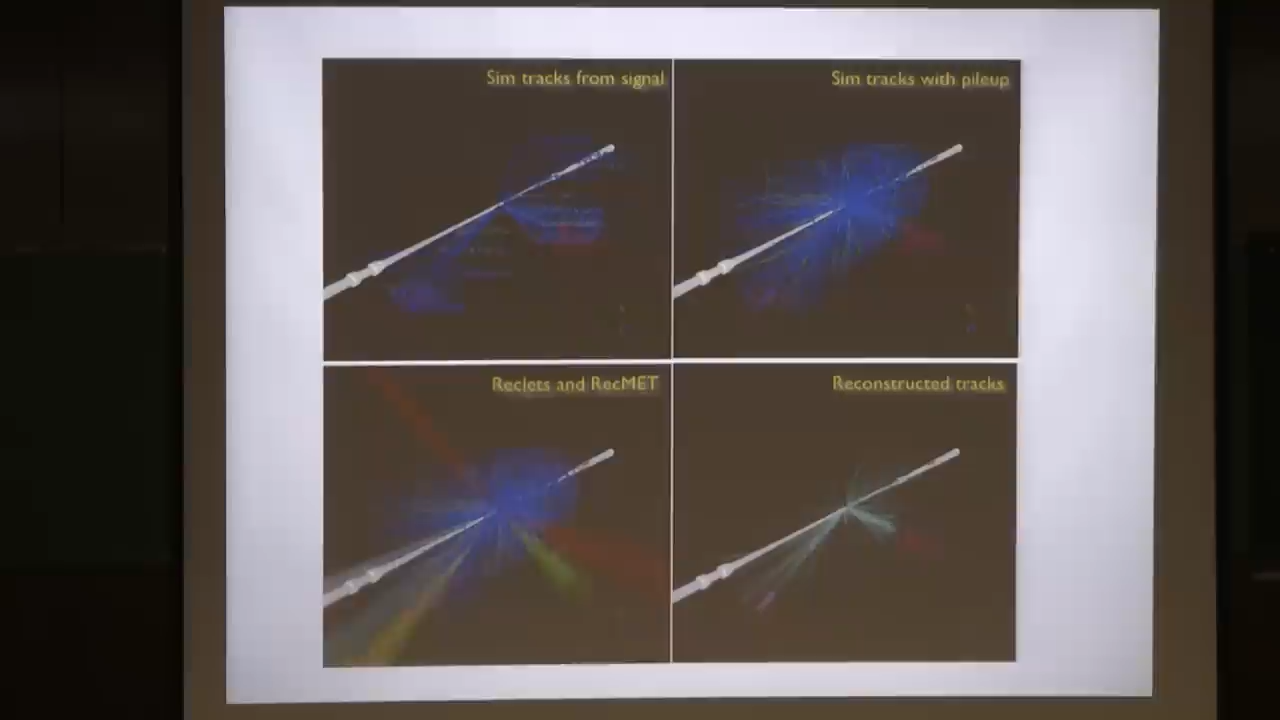 Sim tracks from signal
Sim tracks with pileup
RecJets and RecMET
Reconstructed tracks